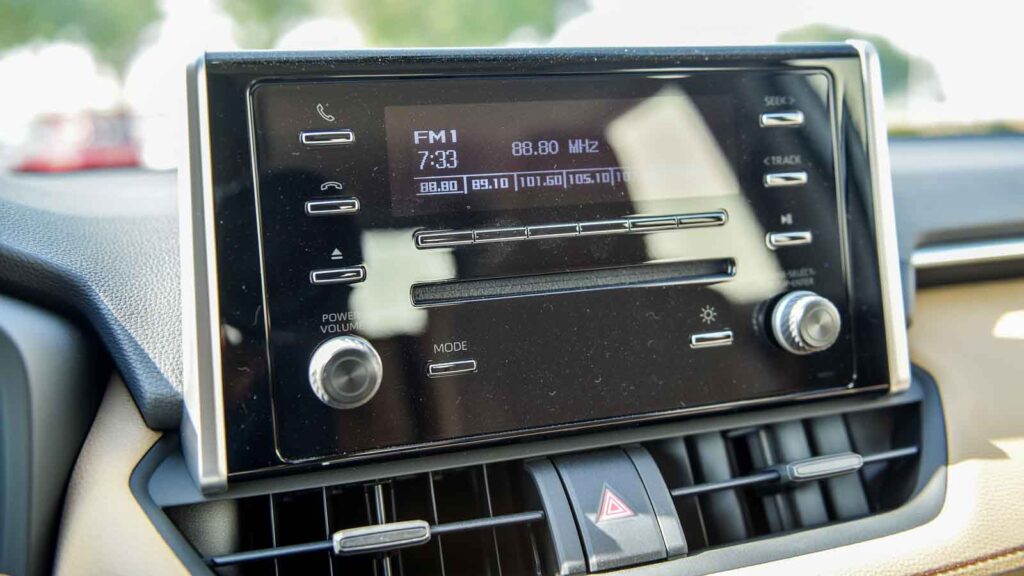 FM1
7:33
88.80 MHz
88.80 89.10 101.60 105.10
SEEK >
< TRACK
POWER
VOLUME
MODE